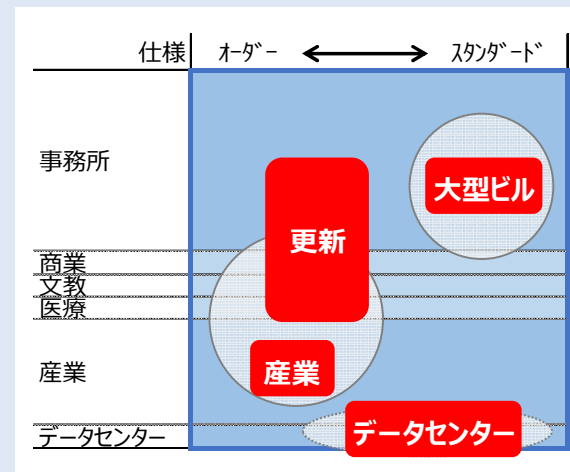 仕様 ｵｰﾀﾞｰ ｽﾀﾝﾀﾞｰﾄﾞ
事務所
大型ビル
更新
商業
文教
医療
産業
産業
データセンター
データセンター